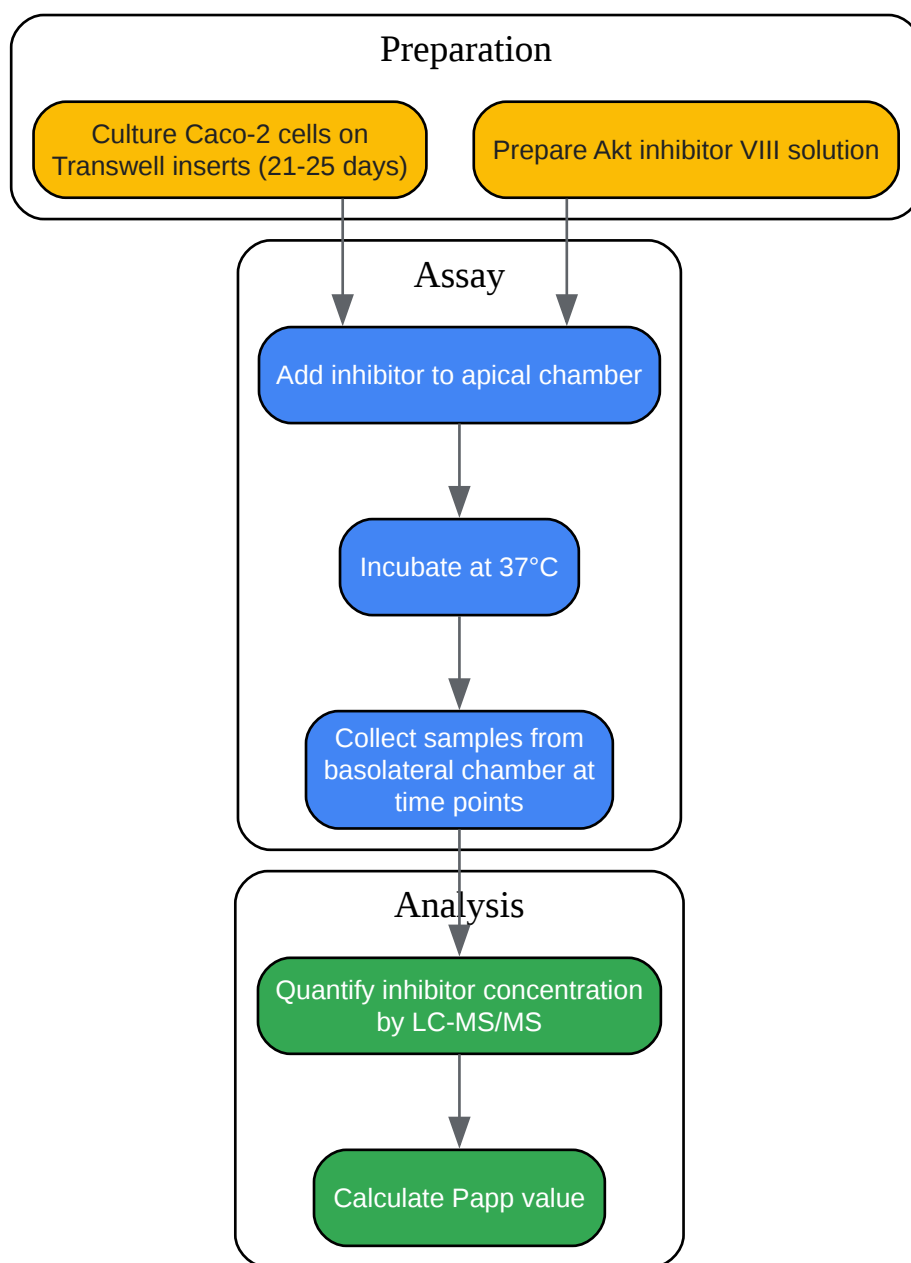 Preparation
Culture Caco-2 cells on
Transwell inserts (21-25 days)
Prepare Akt inhibitor VIII solution
Assay
Add inhibitor to apical chamber
Incubate at 37°C
Collect samples from
basolateral chamber at
time points
Analysis
Quantify inhibitor concentration
by LC-MS/MS
Calculate Papp value